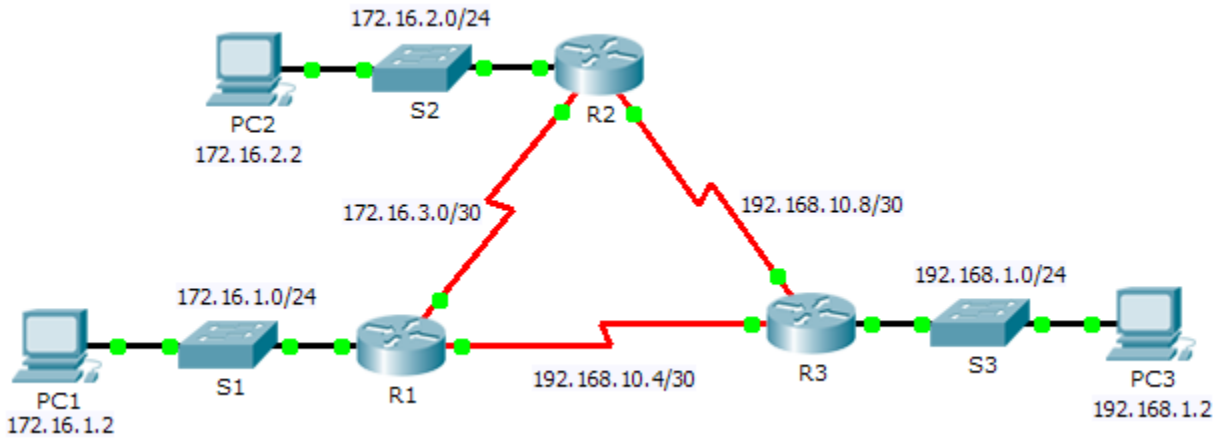 172.16.2.0/24
S2
R2
PC2
172.16.2.2
172.16.3.0/30
192.168.10.8/30
172.16.1.0/24
192.168.1.0/24
S1
R1
192.168.10.4/30
R3
S3
PC1
172.16.1.2
PC3
192.168.1.2